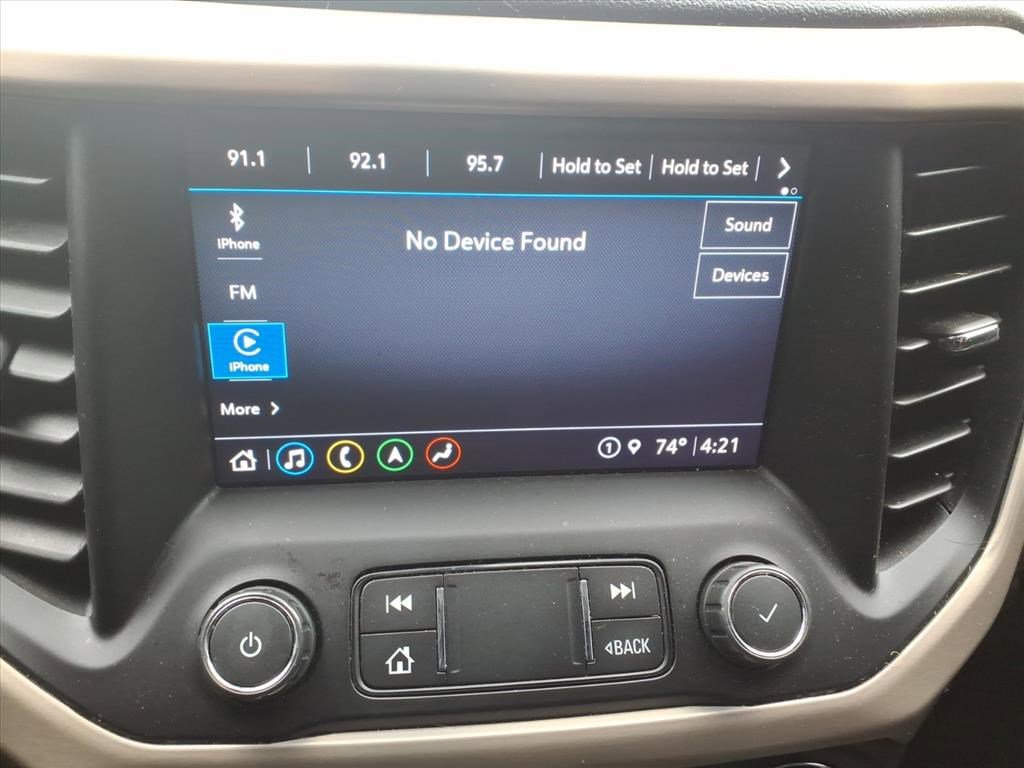 91.1 92.1 95.7 Hold to Set Hold to Set
iPhone
No Device Found
Sound
FM
Devices
iPhone
More
1 74° 4:21
BACK